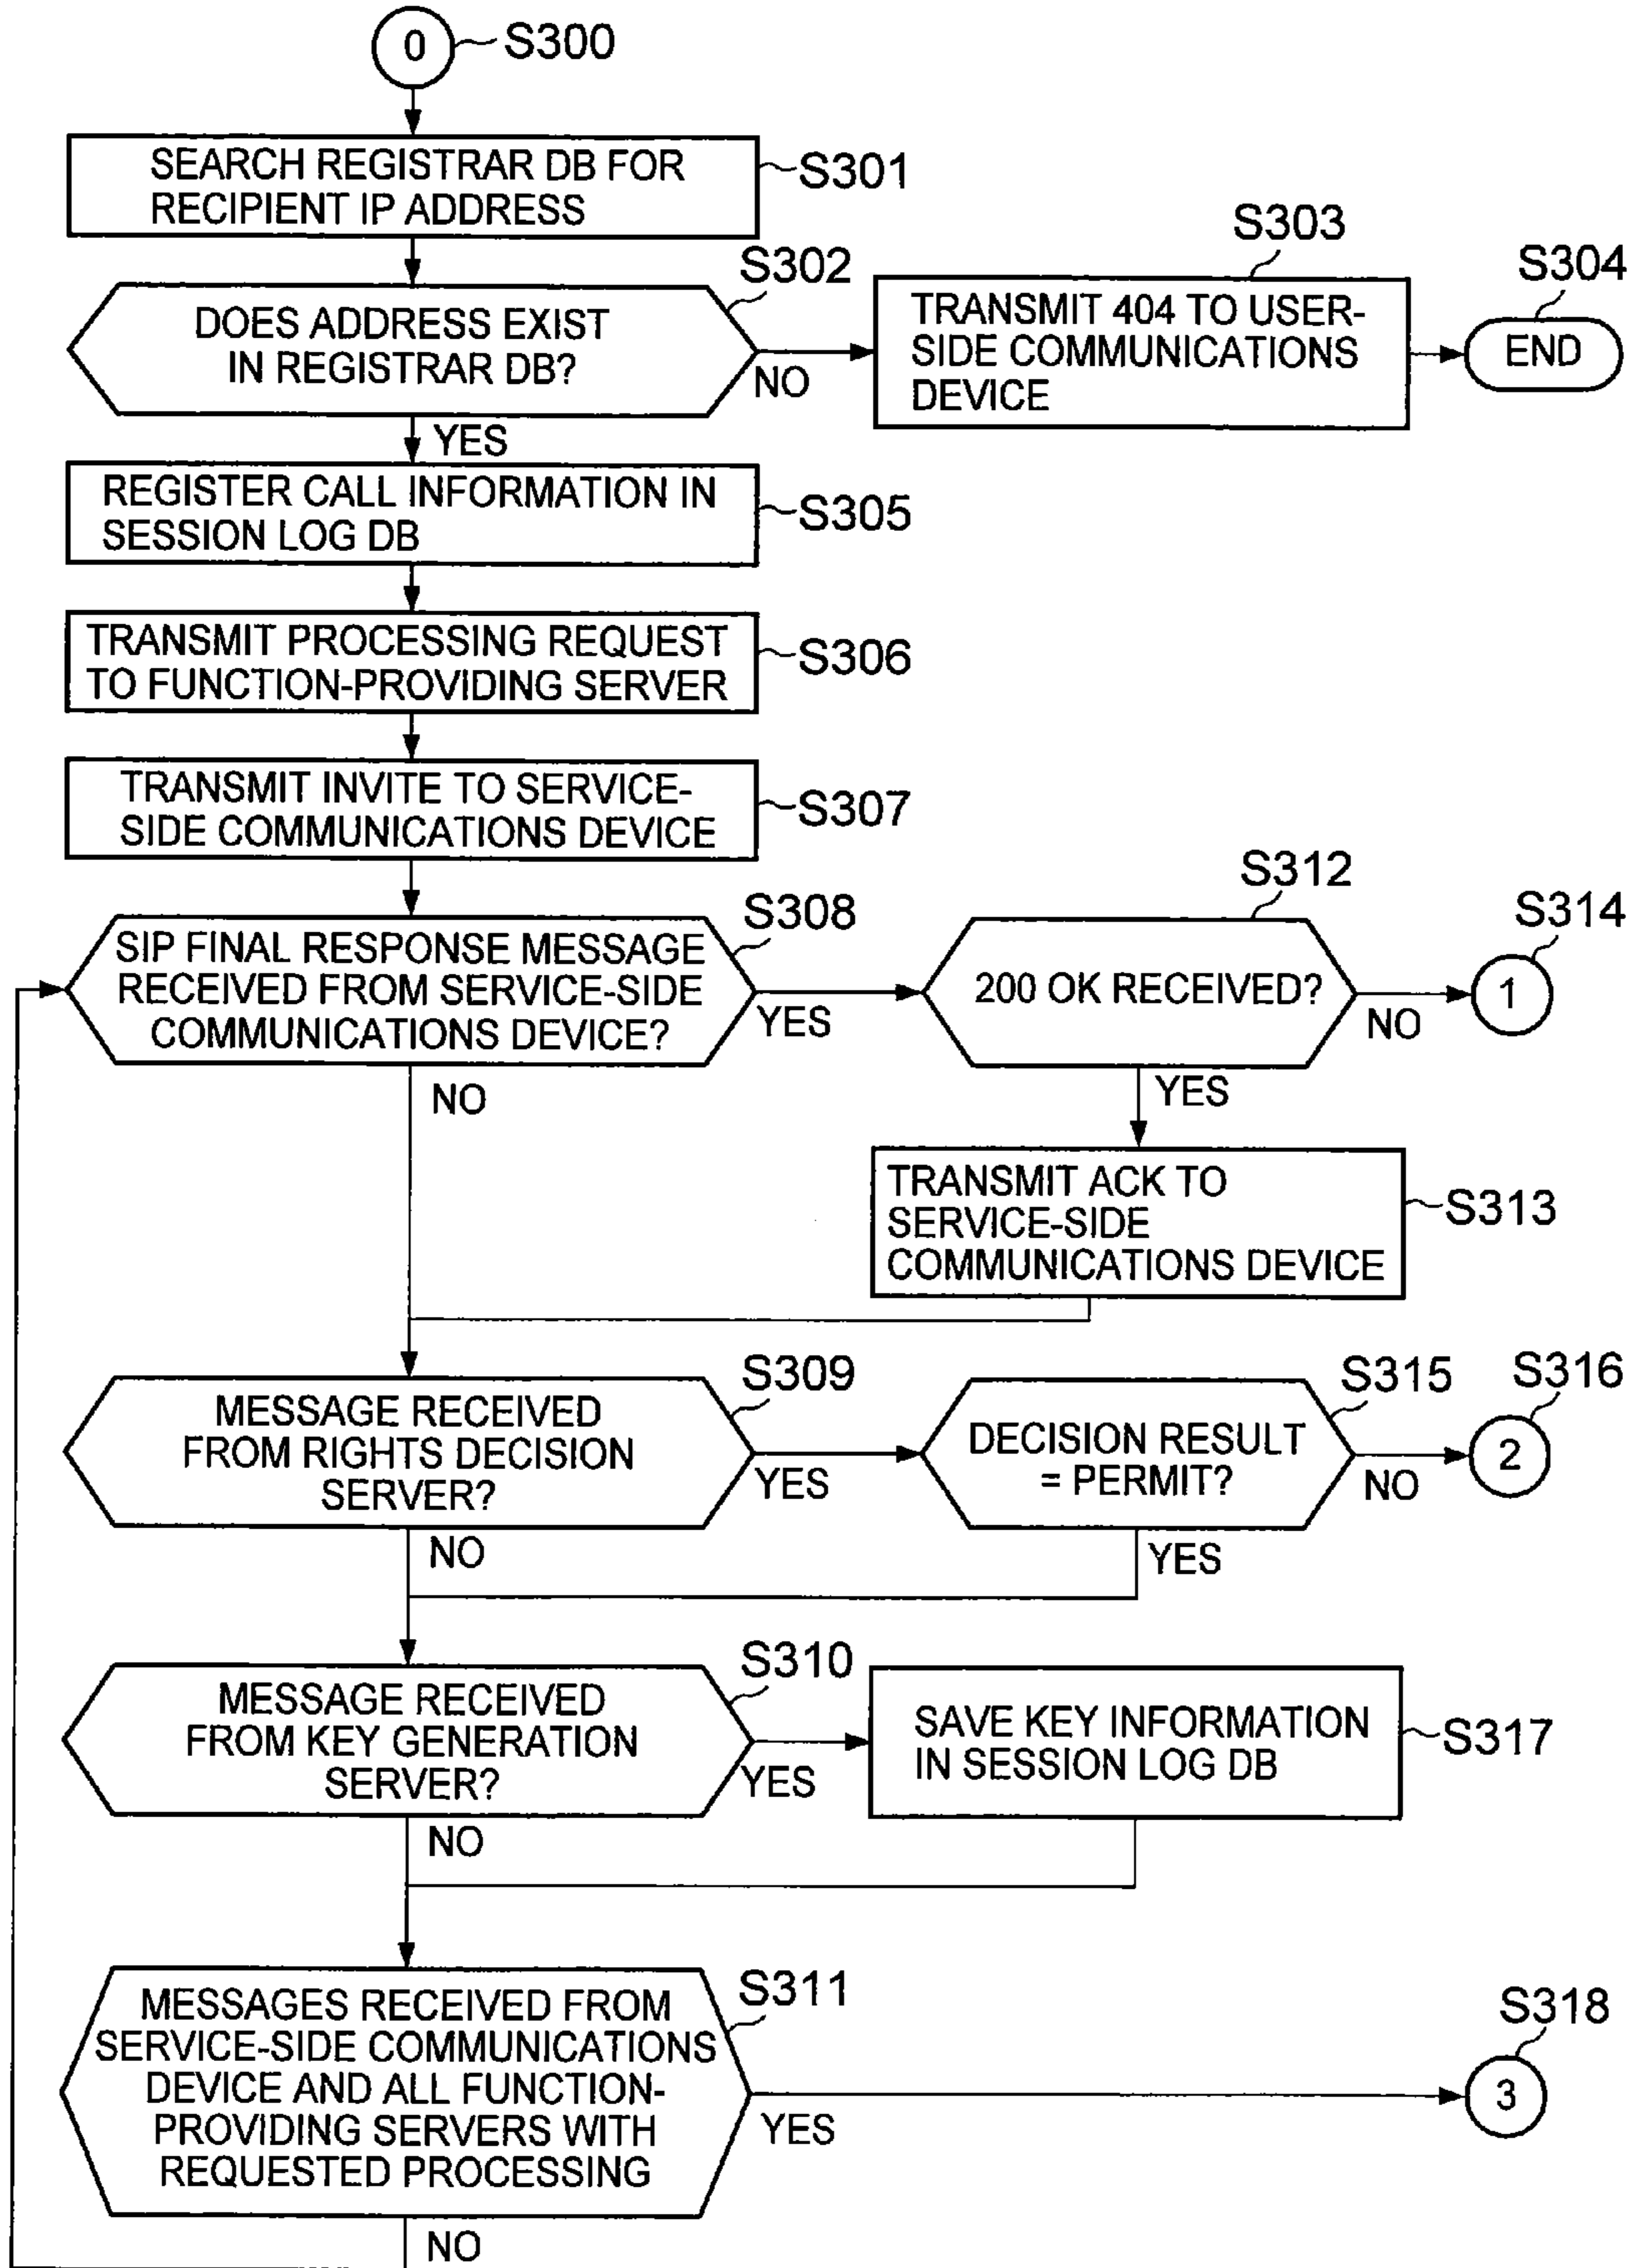 0
S300
SEARCH REGISTRAR DB FOR
RECIPIENT IP ADDRESS
S301
DOES ADDRESS EXIST
IN REGISTRAR DB?
S302
NO
YES
TRANSMIT 404 TO USER-
SIDE COMMUNICATIONS
DEVICE
S303
END
S304
REGISTER CALL INFORMATION IN
SESSION LOG DB
S305
TRANSMIT PROCESSING REQUEST
TO FUNCTION-PROVIDING SERVER
S306
TRANSMIT INVITE TO SERVICE-
SIDE COMMUNICATIONS DEVICE
S307
SIP FINAL RESPONSE MESSAGE
RECEIVED FROM SERVICE-SIDE
COMMUNICATIONS DEVICE?
S308
YES
NO
200 OK RECEIVED?
S312
NO
YES
1
S314
TRANSMIT ACK TO
SERVICE-SIDE
COMMUNICATIONS DEVICE
S313
MESSAGE RECEIVED
FROM RIGHTS DECISION
SERVER?
S309
YES
NO
DECISION RESULT
= PERMIT?
S315
NO
YES
2
S316
MESSAGE RECEIVED
FROM KEY GENERATION
SERVER?
S310
YES
NO
SAVE KEY INFORMATION
IN SESSION LOG DB
S317
MESSAGES RECEIVED FROM
SERVICE-SIDE COMMUNICATIONS
DEVICE AND ALL FUNCTION-
PROVIDING SERVERS WITH
REQUESTED PROCESSING
S311
YES
NO
3
S318